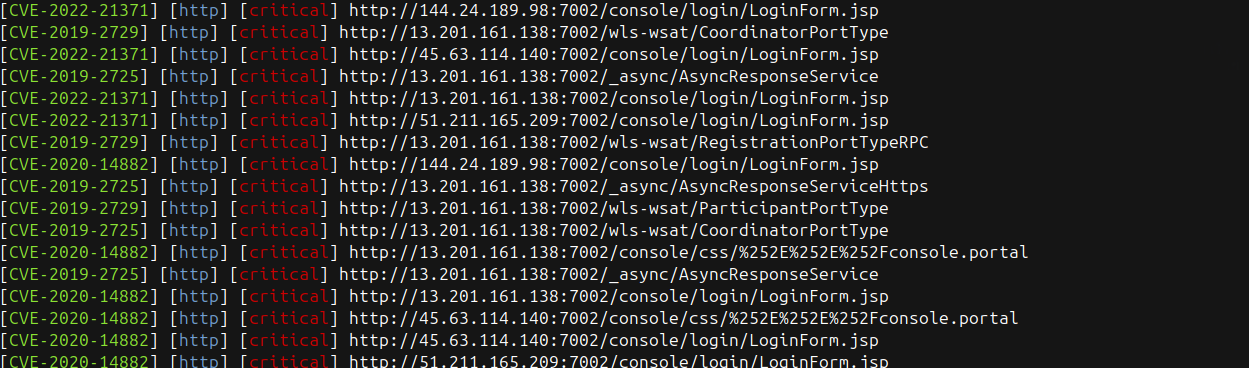 [CVE-2022-21371] [http] [critical] http://144.24.189.98:7002/console/login/LoginForm.jsp
[CVE-2019-2729] [http] [critical] http://13.201.161.138:7002/wls-wsat/CoordinatorPortType
[CVE-2022-21371] [http] [critical] http://45.63.114.140:7002/console/login/LoginForm.jsp
[CVE-2019-2725] [http] [critical] http://13.201.161.138:7002/_async/AsyncResponseService
[CVE-2022-21371] [http] [critical] http://13.201.161.138:7002/console/login/LoginForm.jsp
[CVE-2022-21371] [http] [critical] http://51.211.165.209:7002/console/login/LoginForm.jsp
[CVE-2019-2729] [http] [critical] http://13.201.161.138:7002/wls-wsat/RegistrationPortTypeRPC
[CVE-2020-14882] [http] [critical] http://144.24.189.98:7002/console/login/LoginForm.jsp
[CVE-2019-2725] [http] [critical] http://13.201.161.138:7002/_async/AsyncResponseServiceHttps
[CVE-2019-2729] [http] [critical] http://13.201.161.138:7002/wls-wsat/ParticipantPortType
[CVE-2019-2725] [http] [critical] http://13.201.161.138:7002/wls-wsat/CoordinatorPortType
[CVE-2020-14882] [http] [critical] http://13.201.161.138:7002/console/css/%252E%252E%252Fconsole.portal
[CVE-2019-2725] [http] [critical] http://13.201.161.138:7002/_async/AsyncResponseService
[CVE-2020-14882] [http] [critical] http://13.201.161.138:7002/console/login/LoginForm.jsp
[CVE-2020-14882] [http] [critical] http://45.63.114.140:7002/console/css/%252E%252E%252Fconsole.portal
[CVE-2020-14882] [http] [critical] http://45.63.114.140:7002/console/login/LoginForm.jsp
[CVE-2020-14882] [http] [critical] http://51.211.165.209:7002/console/login/LoginForm.jsp